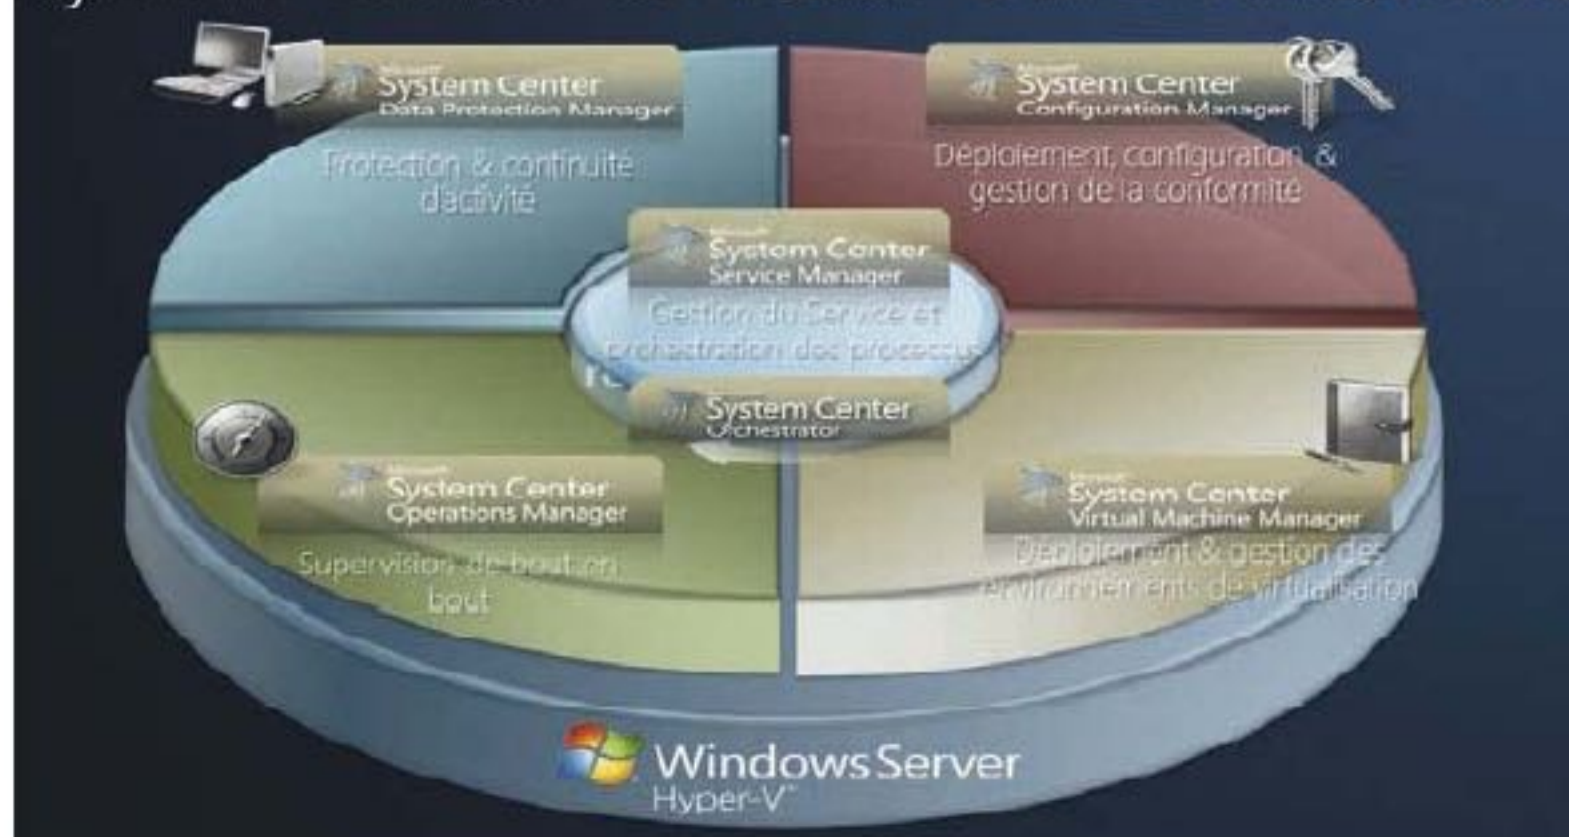 Microsoft
System Center
Data Protection Manager
Protection & continuité
d'activité
Microsoft
System Center
Configuration Manager
Déploiement, configuration &
gestion de la conformité
Microsoft
System Center
Service Manager
Gestion du Service et
orchestration des processus
System Center
Orchestrator
Microsoft
System Center
Operations Manager
Supervision de bout en
bout
Microsoft
System Center
Virtual Machine Manager
Déploiement & gestion des
environnements de virtualisation
Windows Server
Hyper-V™